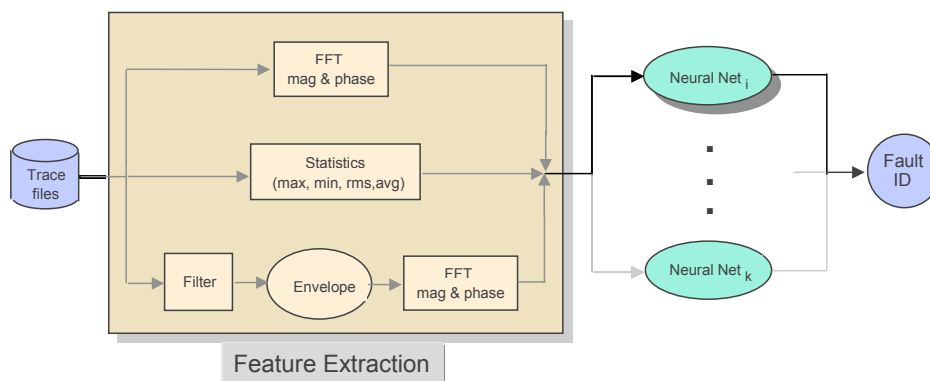 FFT
mag & phase
Neural Net i
Trace
files
Statistics
(max, min, rms,avg)
Fault
ID
Filter
Envelope
FFT
mag & phase
Neural Net k
Feature Extraction